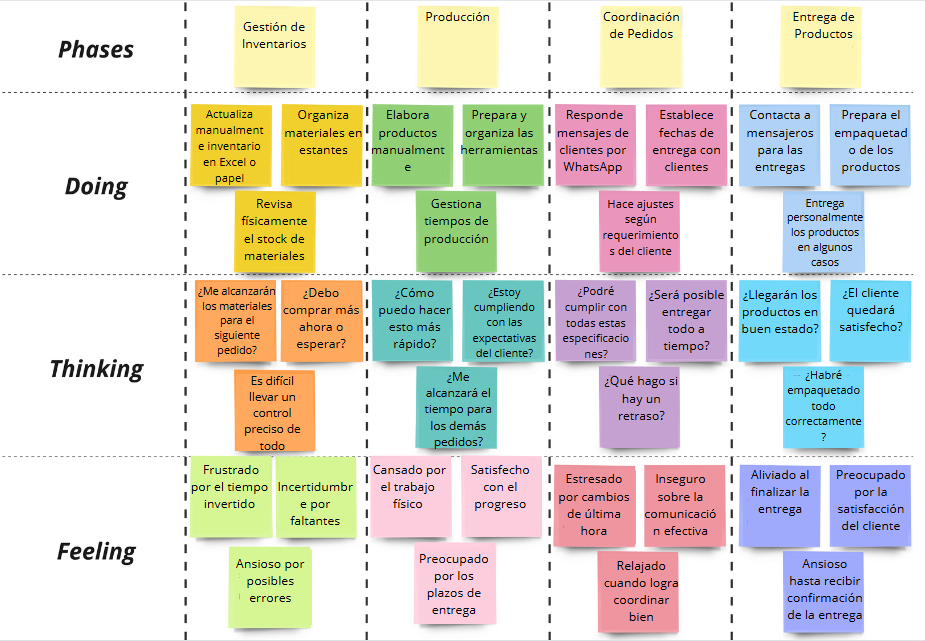 Phases
Gestión de
Inventarios
Producción
Coordinación
de Pedidos
Entrega de
Productos
Doing
Actualiza
manualment
e inventario
en Excel o
papel
Organiza
materiales en
estantes
Revisa
físicamente
el stock de
materiales
Elabora
productos
manualment
e
Prepara y
organiza las
herramientas
Gestiona
tiempos de
producción
Responde
mensajes de
clientes por
WhatsApp
Establece
fechas de
entrega con
clientes
Hace ajustes
según
requerimiento
s del cliente
Contacta a
mensajeros
para las
entregas
Prepara el
empaquetad
o de los
productos
Entrega
personalmente
los productos
en algunos
casos
Thinking
¿Me alcanzarán
los materiales
para el
siguiente
pedido?
¿Debo
comprar más
ahora o
esperar?
Es difícil
llevar un
control
preciso de
todo
¿Cómo
puedo hacer
esto más
rápido?
¿Estoy
cumpliendo
con las
expectativas
del cliente?
¿Me
alcanzará el
tiempo para
los demás
pedidos?
¿Podré
cumplir con
todas estas
especificacio
nes?
¿Será posible
entregar
todo a
tiempo?
¿Qué hago si
hay un
retraso?
¿Llegarán los
productos en
buen estado?
¿El cliente
quedará
satisfecho?
¿Habré
empaquetado
todo
correctamente
?
Feeling
Frustrado
por el tiempo
invertido
Incertidumbr
e por
faltantes
Ansioso por
posibles
errores
Cansado por
el trabajo
físico
Satisfecho
con el
progreso
Preocupado
por los
plazos de
entrega
Estresado
por cambios
de última
hora
Inseguro
sobre la
comunicació
n efectiva
Relajado
cuando logra
coordinar
bien
Aliviado al
finalizar la
entrega
Preocupado
por la
satisfacción
del cliente
Ansioso
hasta recibir
confirmación
de la entrega